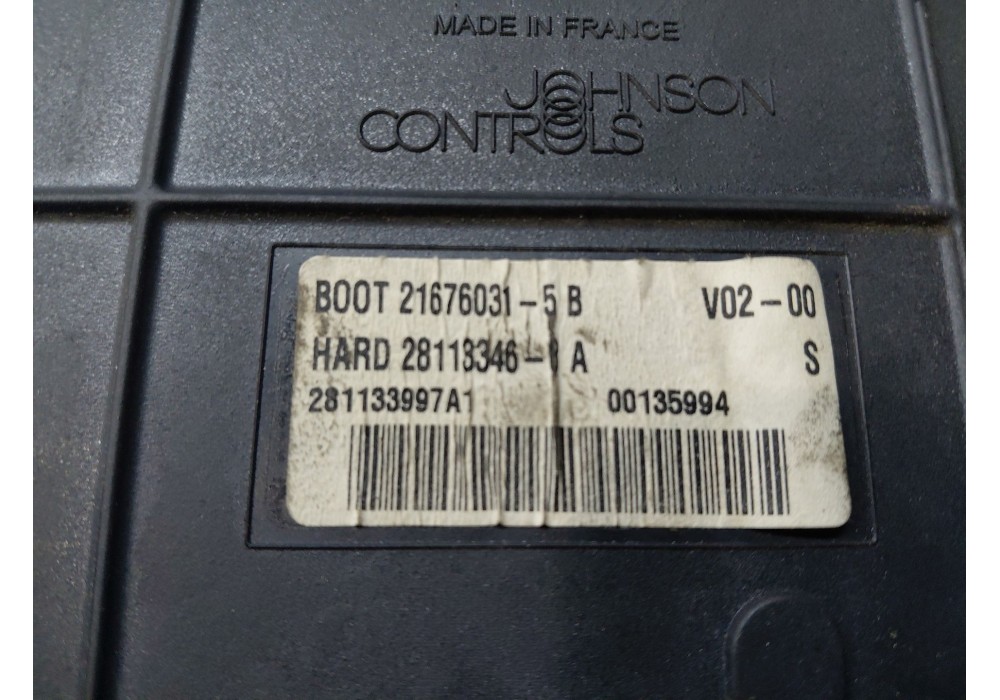 MADE IN FRANCE
JOHNSON
CONTROLS
BOOT 21676031-5 B V02-00
HARD 28113346- A S
281133997A1 00135994